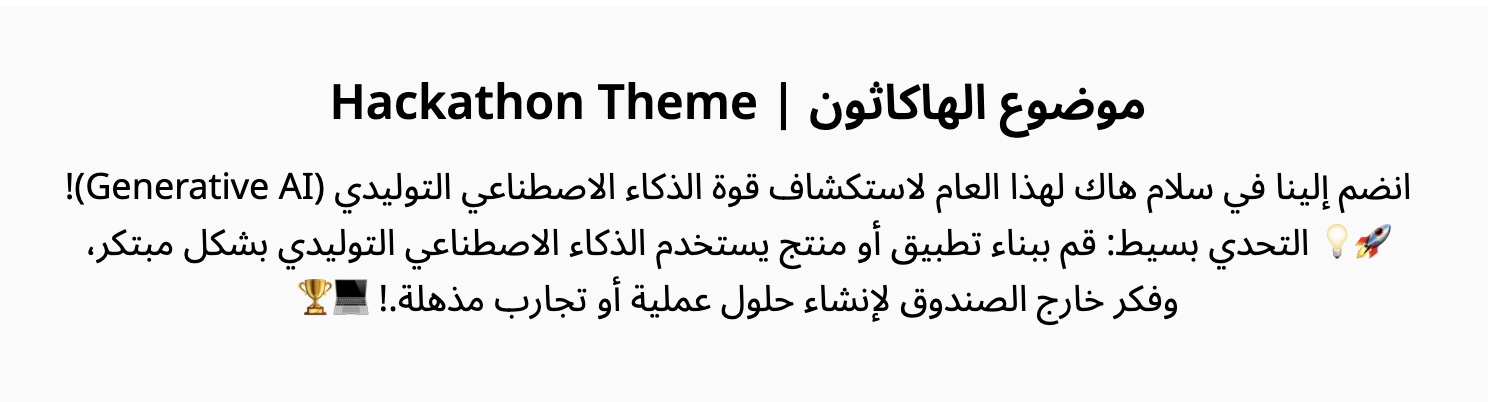 موضوع الهاكاثون | Hackathon Theme
انضم إلينا في سلام هاك لهذا العام لاستكشاف قوة الذكاء الاصطناعي التوليدي (Generative AI)!
🚀💡 التحدي بسيط: قم ببناء تطبيق أو منتج يستخدم الذكاء الاصطناعي التوليدي بشكل مبتكر،
وفكر خارج الصندوق لإنشاء حلول عملية أو تجارب مذهلة.! 💻🏆